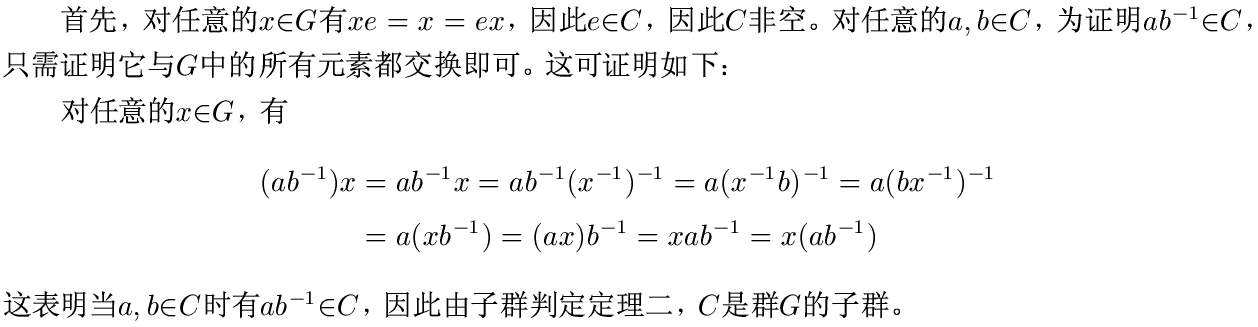 首先，对任意的x∈G有xe = x = ex，因此e∈C，因此C非空。对任意的a, b∈C，为证明ab⁻¹∈C，
只需证明它与G中的所有元素都交换即可。这可证明如下：
对任意的x∈G，有
(ab⁻¹)x = ab⁻¹x = ab⁻¹(x⁻¹)⁻¹ = a(x⁻¹b)⁻¹ = a(bx⁻¹)⁻¹
= a(xb⁻¹) = (ax)b⁻¹ = xab⁻¹ = x(ab⁻¹)
这表明当a, b∈C时有ab⁻¹∈C，因此由子群判定定理二，C是群G的子群。